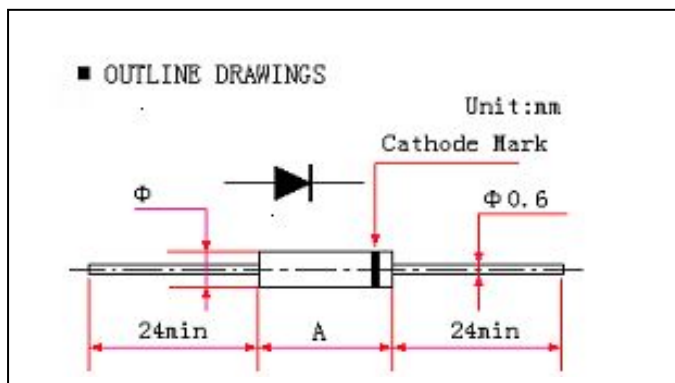 ■ OUTLINE DRAWINGS
Unit:mm
Cathode Mark
Φ
Φ0.6
24min
A
24min